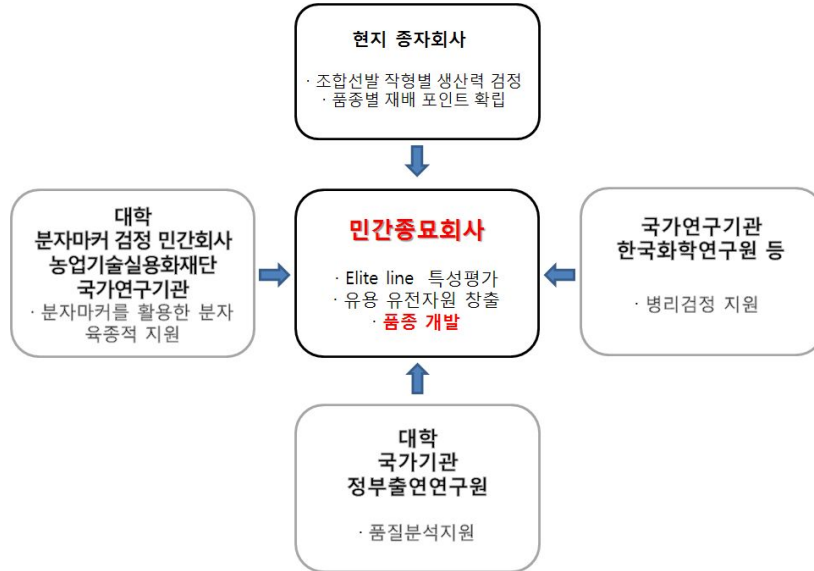 현지 종자회사
· 조합선발 작형별 생산력 검정
· 품종별 재배 포인트 확립
대학
분자마커 검정 민간회사
농업기술실용화재단
국가연구기관
· 분자마커를 활용한 분자
육종적 지원
민간종묘회사
· Elite line 특성평가
· 유용 유전자원 창출
· 품종 개발
국가연구기관
한국화학연구원 등
· 병리검정 지원
대학
국가기관
정부출연연구원
· 품질분석지원